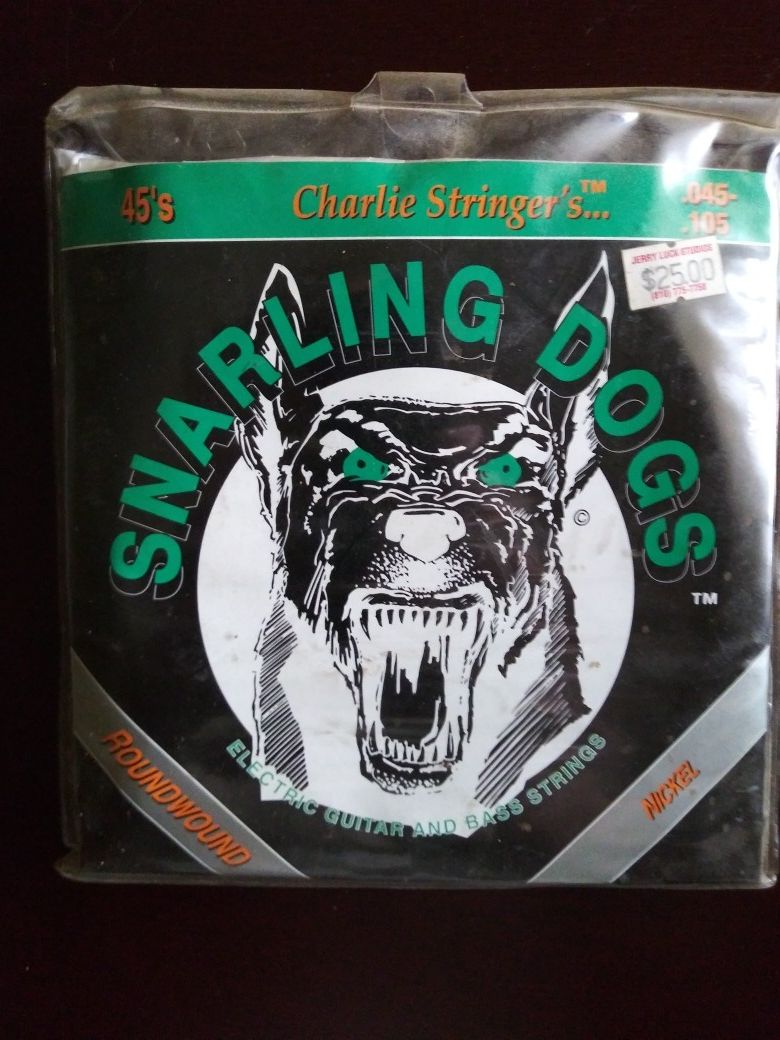 45's
Charlie Stringer's...™
.045-
.105
JERRY LUCK STUDIOS
$25.00
SNARLING DOGS
©
TM
ROUNDWOUND
ELECTRIC GUITAR AND BASS STRINGS
NICKEL